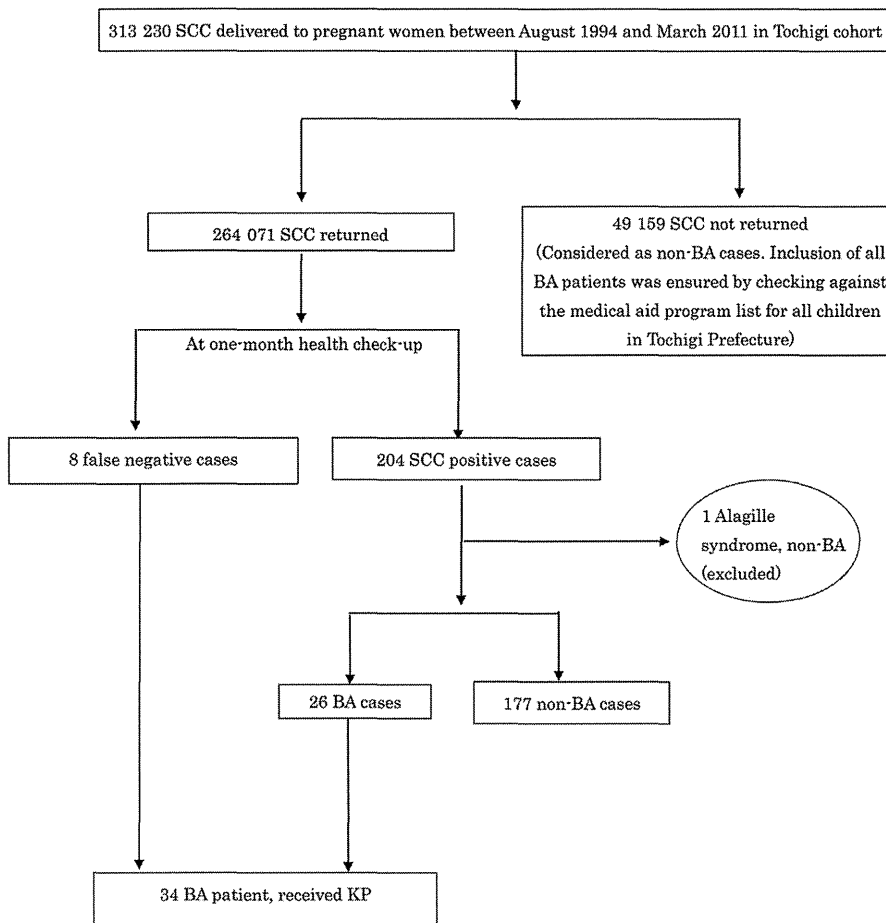 313 230 SCC delivered to pregnant women between August 1994 and March 2011 in Tochigi cohort
264 071 SCC returned
49 159 SCC not returned
(Considered as non-BA cases. Inclusion of all
BA patients was ensured by checking against
the medical aid program list for all children
in Tochigi Prefecture)
At one-month health check-up
8 false negative cases
204 SCC positive cases
1 Alagille
syndrome, non-BA
(excluded)
26 BA cases
177 non-BA cases
34 BA patient, received KP